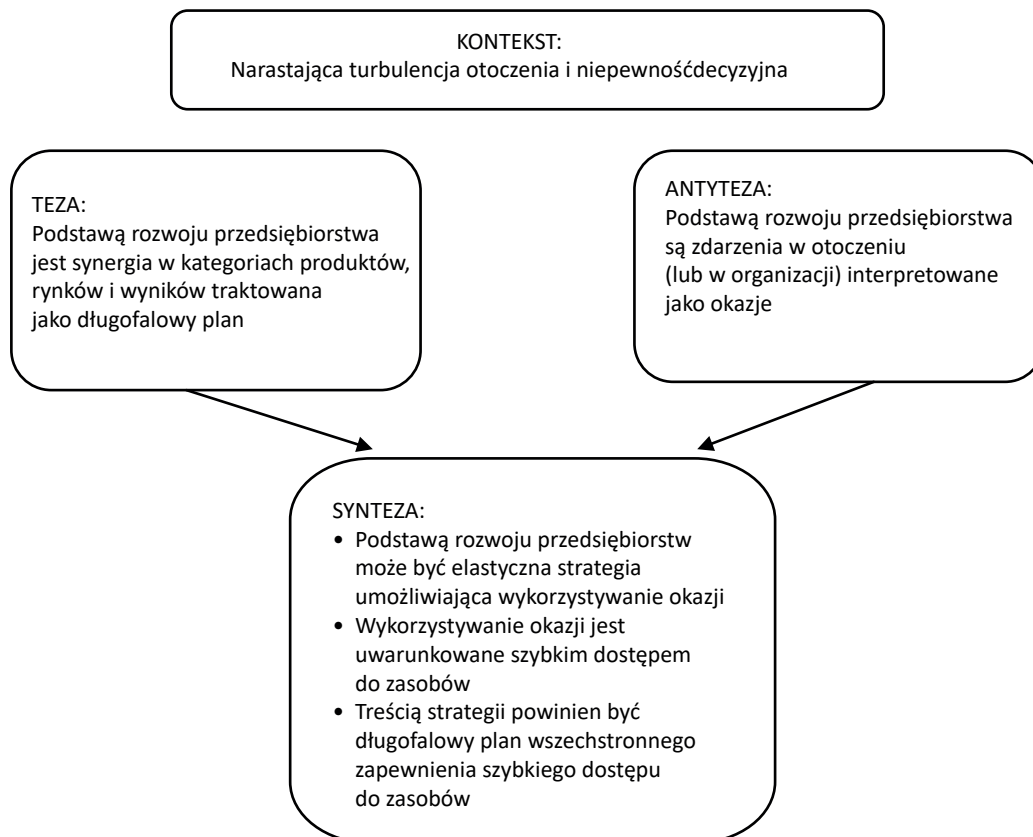 KONTEKST:
Narastająca turbulencja otoczenia i niepewnośćdecyzyjna
TEZA:
Podstawą rozwoju przedsiębiorstwa
jest synergia w kategoriach produktów,
rynków i wyników traktowana
jako długofalowy plan
ANTYTEZA:
Podstawą rozwoju przedsiębiorstwa
są zdarzenia w otoczeniu
(lub w organizacji) interpretowane
jako okazje
SYNTEZA:
• Podstawą rozwoju przedsiębiorstw
może być elastyczna strategia
umożliwiająca wykorzystywanie okazji
• Wykorzystywanie okazji jest
uwarunkowane szybkim dostępem
do zasobów
• Treścią strategii powinien być
długofalowy plan wszechstronnego
zapewnienia szybkiego dostępu
do zasobów